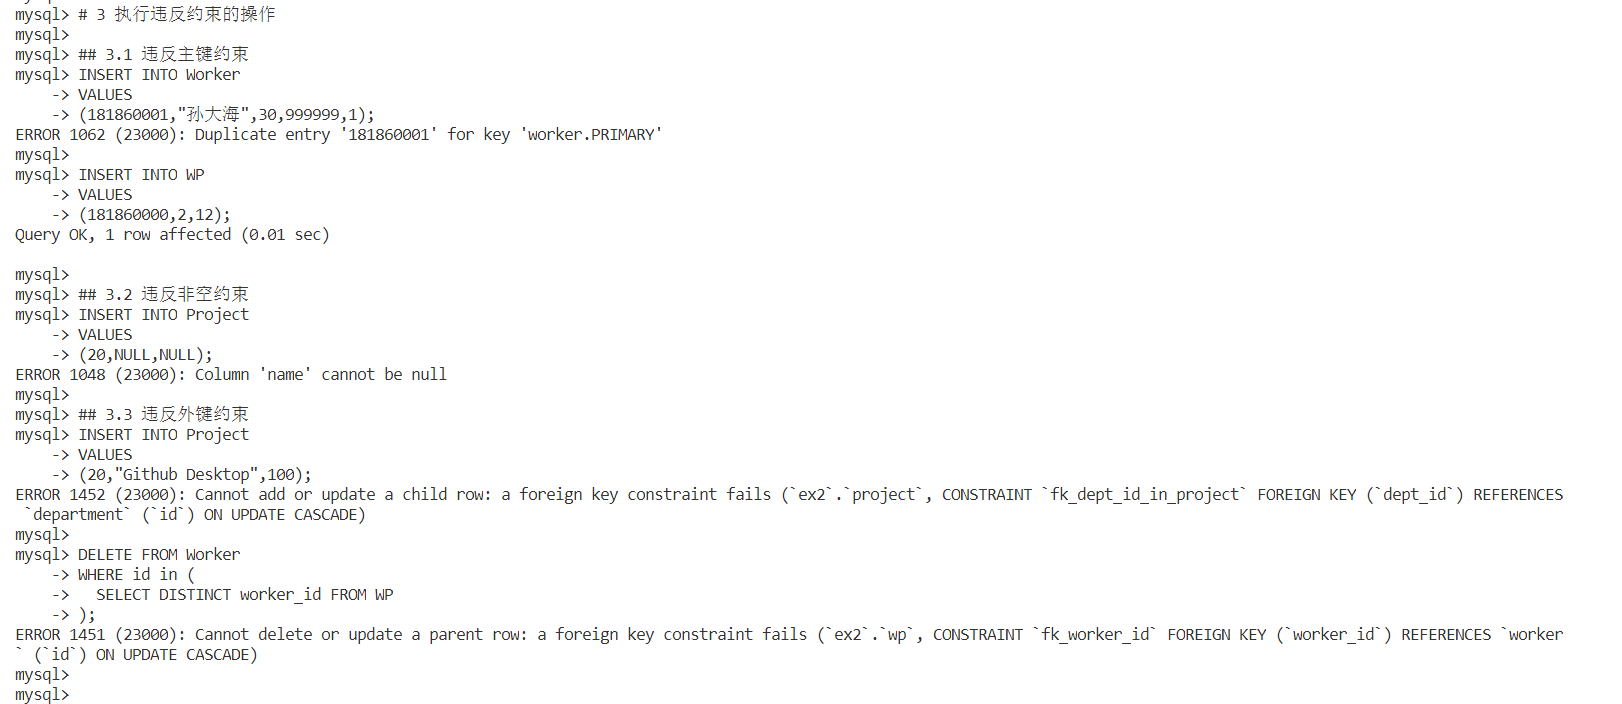 mysql> # 3 执行违反约束的操作
mysql>
mysql> ## 3.1 违反主键约束
mysql> INSERT INTO Worker
    -> VALUES
    -> (181860001,"孙大海",30,999999,1);
ERROR 1062 (23000): Duplicate entry '181860001' for key 'worker.PRIMARY'
mysql>
mysql> INSERT INTO WP
    -> VALUES
    -> (181860000,2,12);
Query OK, 1 row affected (0.01 sec)

mysql>
mysql> ## 3.2 违反非空约束
mysql> INSERT INTO Project
    -> VALUES
    -> (20,NULL,NULL);
ERROR 1048 (23000): Column 'name' cannot be null
mysql>
mysql> ## 3.3 违反外键约束
mysql> INSERT INTO Project
    -> VALUES
    -> (20,"Github Desktop",100);
ERROR 1452 (23000): Cannot add or update a child row: a foreign key constraint fails (`ex2`.`project`, CONSTRAINT `fk_dept_id_in_project` FOREIGN KEY (`dept_id`) REFERENCES
 `department` (`id`) ON UPDATE CASCADE)
mysql>
mysql> DELETE FROM Worker
    -> WHERE id in (
    ->   SELECT DISTINCT worker_id FROM WP
    -> );
ERROR 1451 (23000): Cannot delete or update a parent row: a foreign key constraint fails (`ex2`.`wp`, CONSTRAINT `fk_worker_id` FOREIGN KEY (`worker_id`) REFERENCES `worker
` (`id`) ON UPDATE CASCADE)
mysql>
mysql>